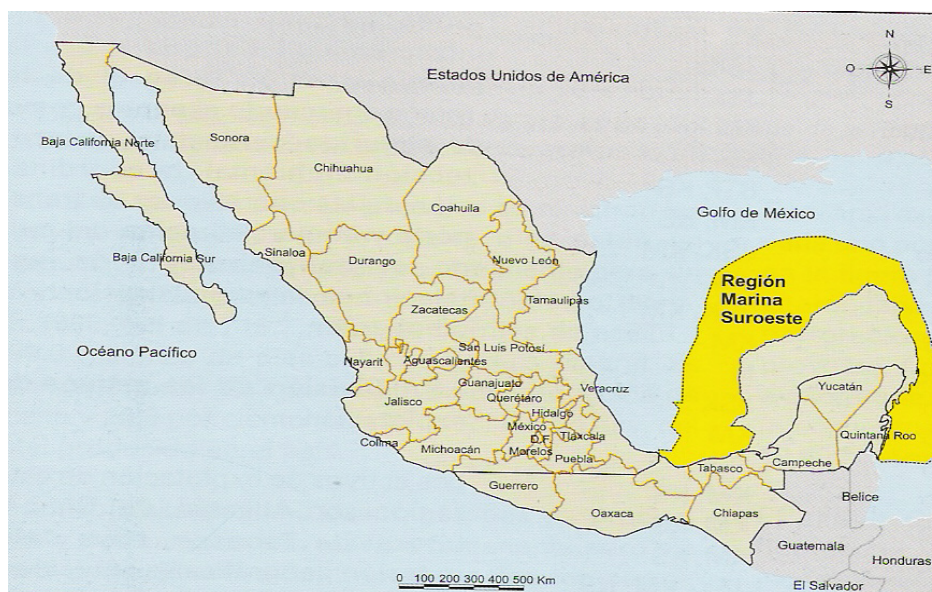 N
O
E
S
Estados Unidos de América
Baja California Norte
Sonora
Chihuahua
Coahuila
Golfo de México
Baja California Sur
Sinaloa
Durango
Nuevo León
Región
Marina
Suroeste
Tamaulipas
Zacatecas
Océano Pacífico
San Luis Potosí
Nayarit
Aguascalientes
Guanajuato
Yucatán
Veracruz
Jalisco
Querétaro
Hidalgo
México
Quintana Roo
Colima
D.F.
Tlaxcala
Michoacán
Morelos
Puebla
Campeche
Tabasco
Guerrero
Belice
Oaxaca
Chiapas
Guatemala
Honduras
0 100 200 300 400 500 Km
El Salvador